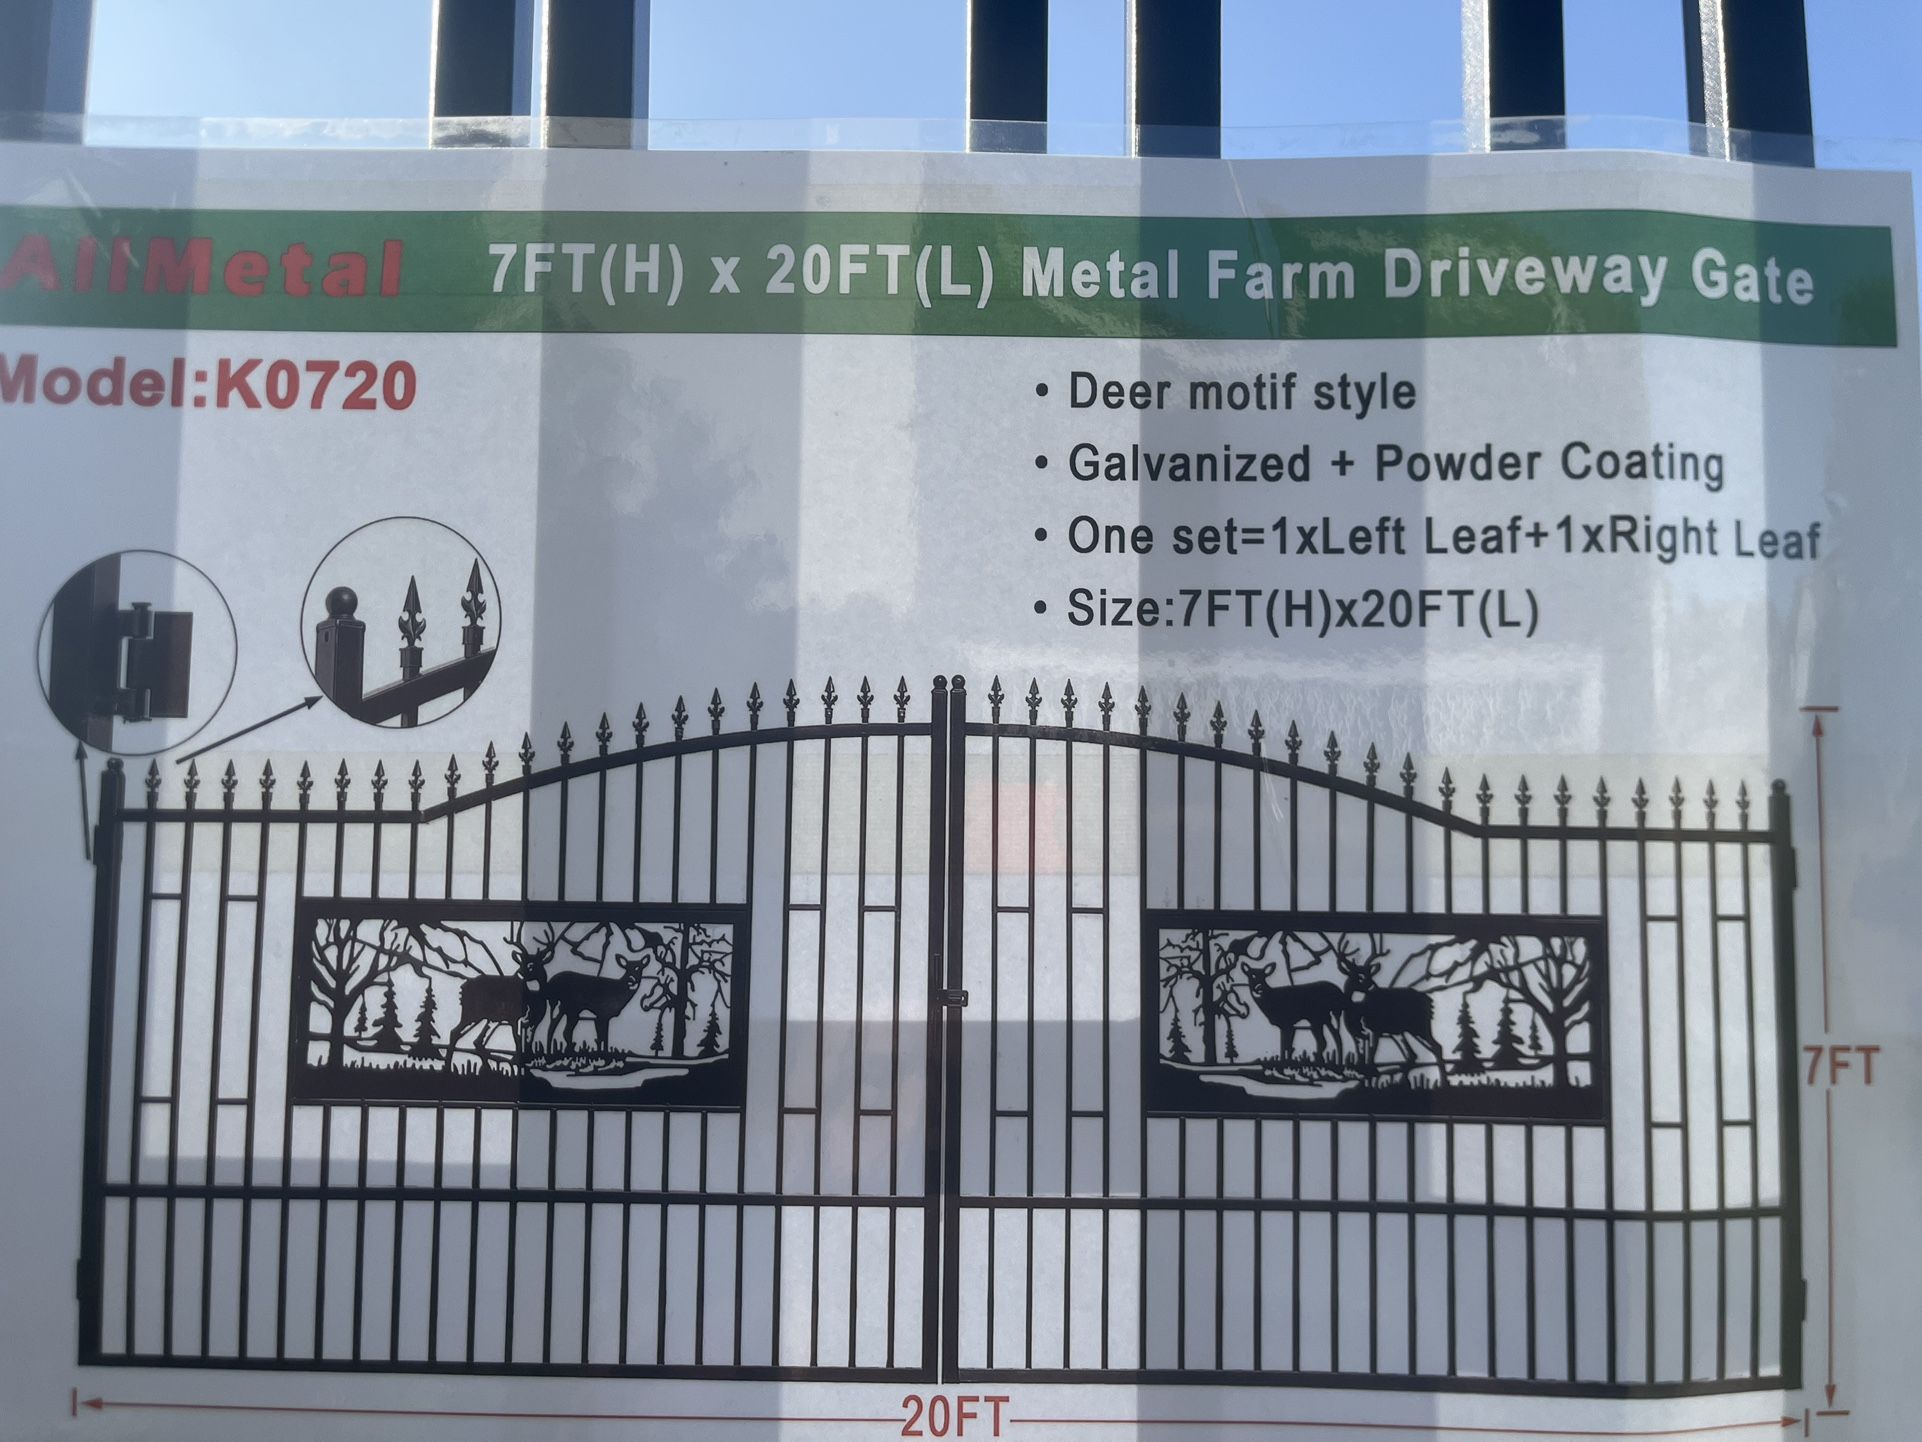 AllMetal 7FT(H) x 20FT(L) Metal Farm Driveway Gate
Model:K0720
• Deer motif style
• Galvanized + Powder Coating
• One set=1xLeft Leaf+1xRight Leaf
• Size:7FT(H)x20FT(L)
7FT
20FT